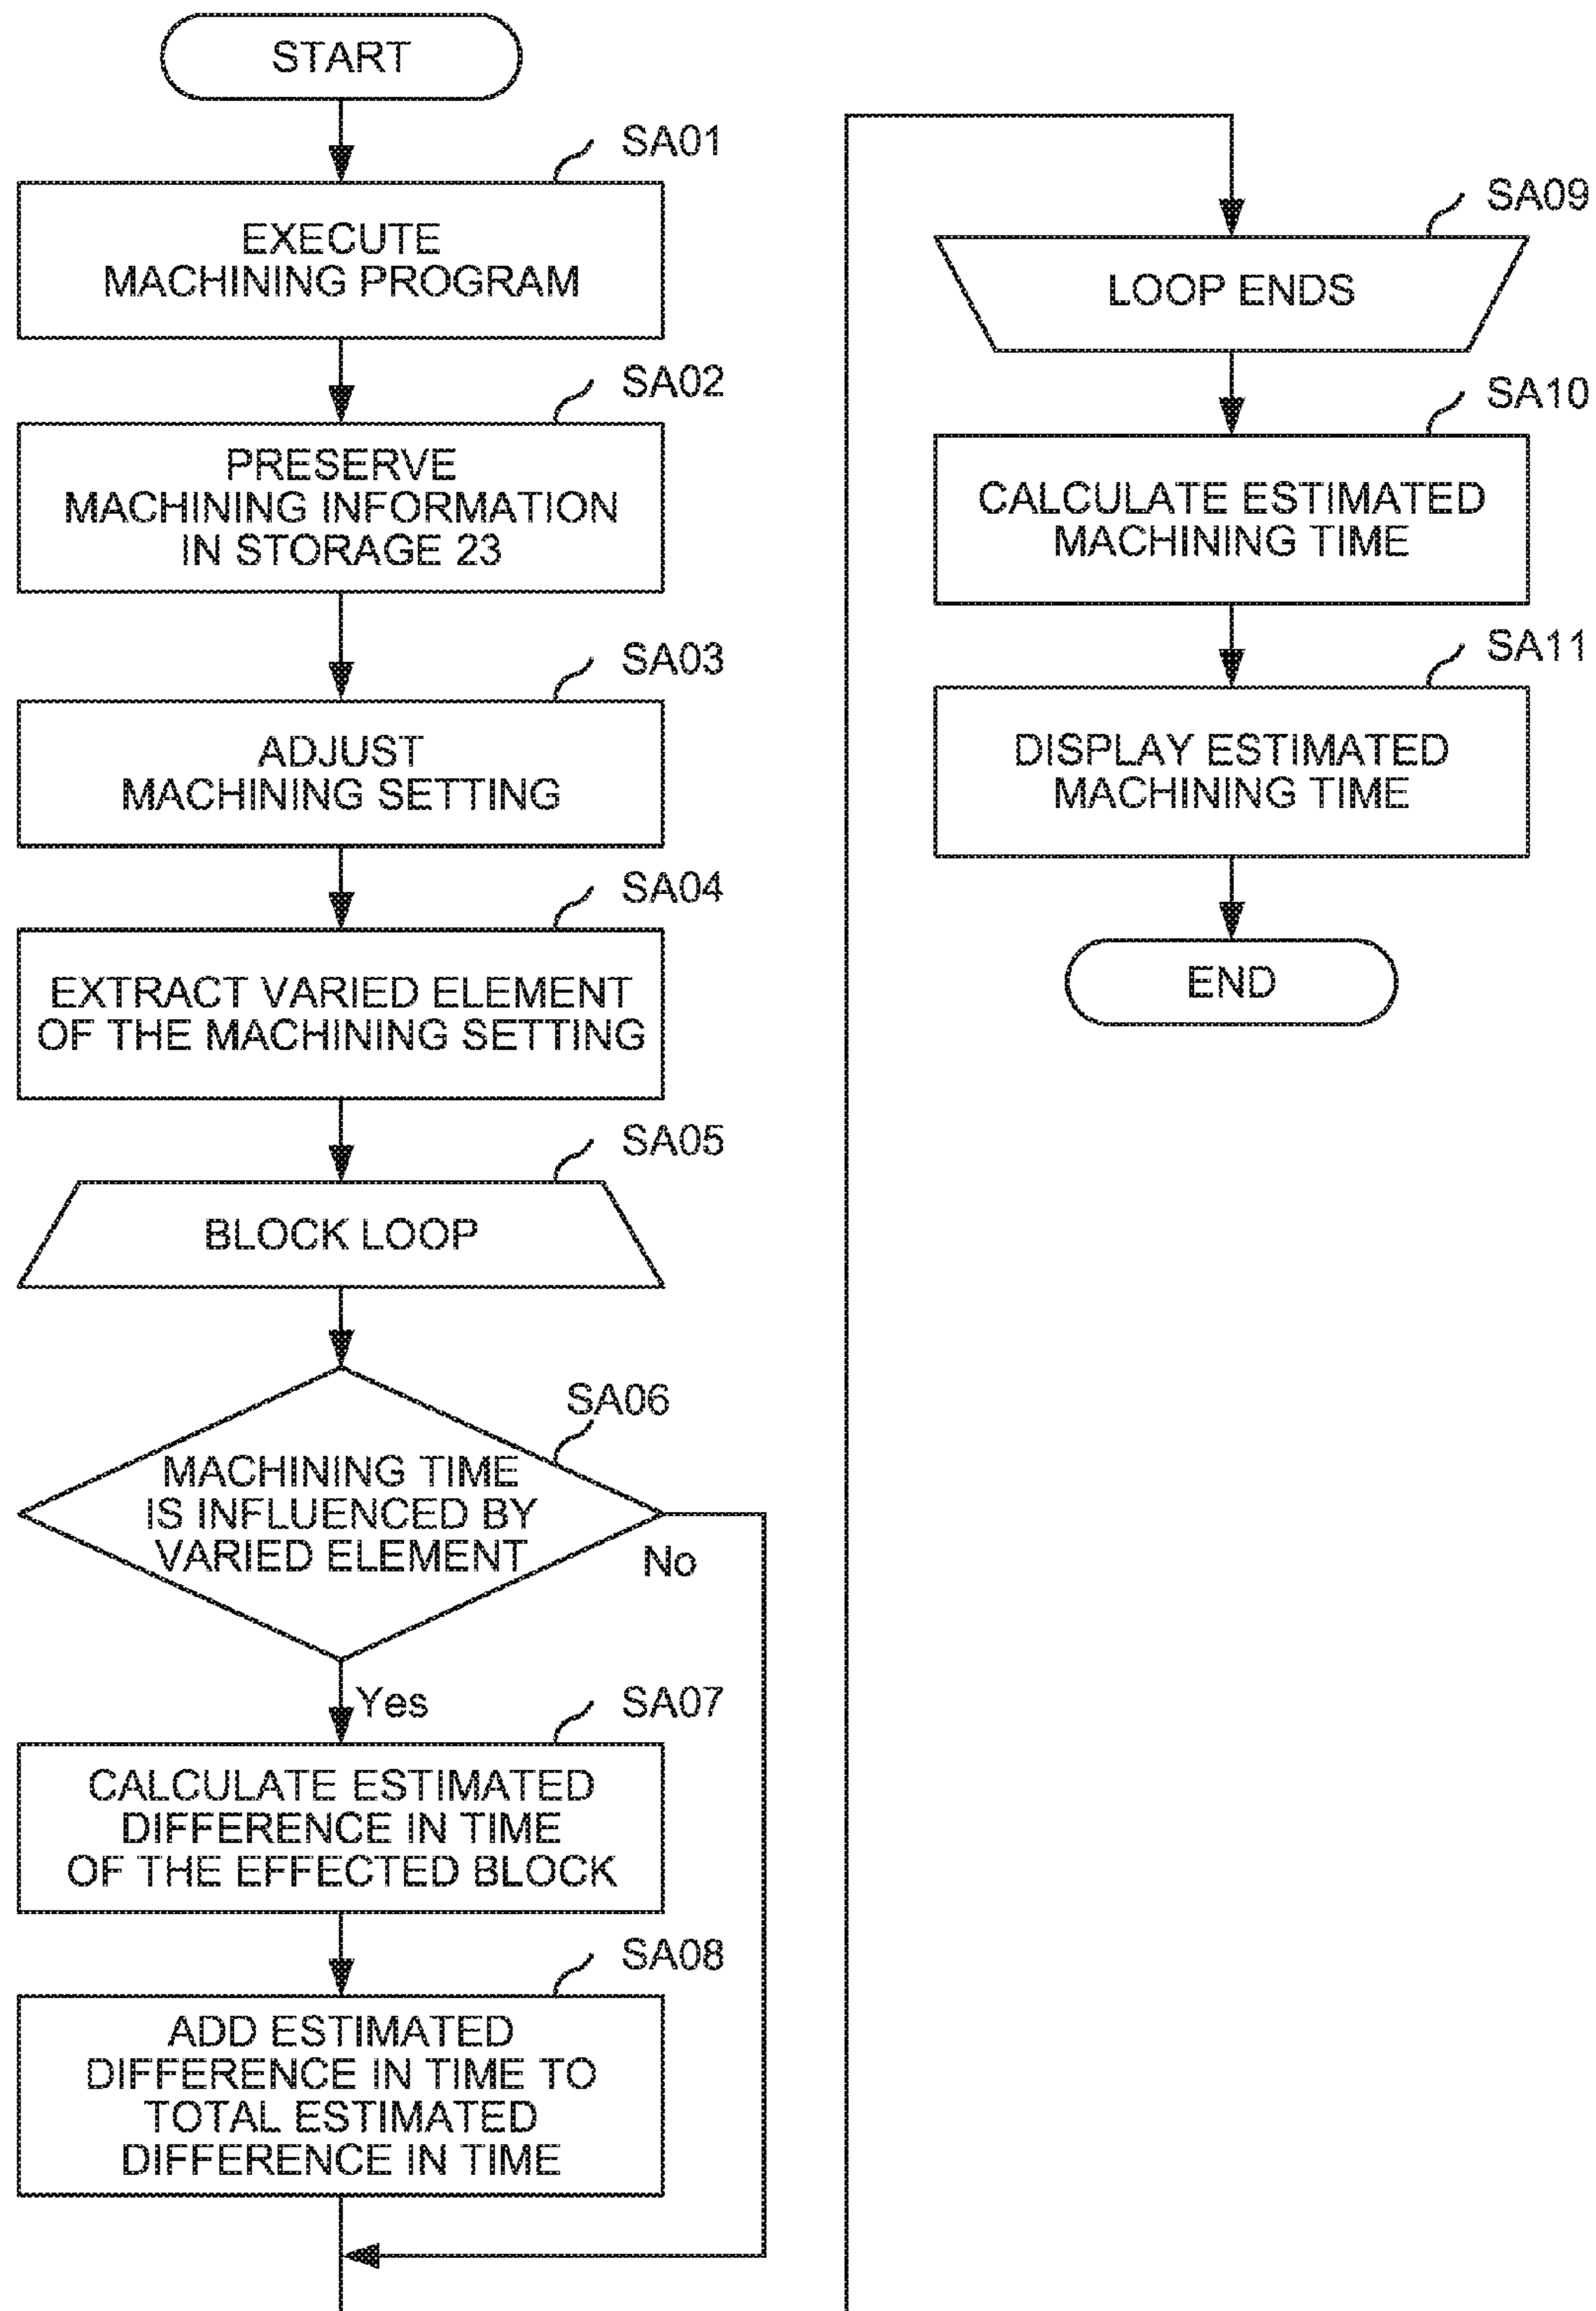 START
SA01
EXECUTE
MACHINING PROGRAM
SA02
PRESERVE
MACHINING INFORMATION
IN STORAGE 23
SA03
ADJUST
MACHINING SETTING
SA04
EXTRACT VARIED ELEMENT
OF THE MACHINING SETTING
SA05
BLOCK LOOP
SA06
MACHINING TIME
IS INFLUENCED BY
VARIED ELEMENT
No
Yes
SA07
CALCULATE ESTIMATED
DIFFERENCE IN TIME
OF THE EFFECTED BLOCK
SA08
ADD ESTIMATED
DIFFERENCE IN TIME TO
TOTAL ESTIMATED
DIFFERENCE IN TIME
SA09
LOOP ENDS
SA10
CALCULATE ESTIMATED
MACHINING TIME
SA11
DISPLAY ESTIMATED
MACHINING TIME
END